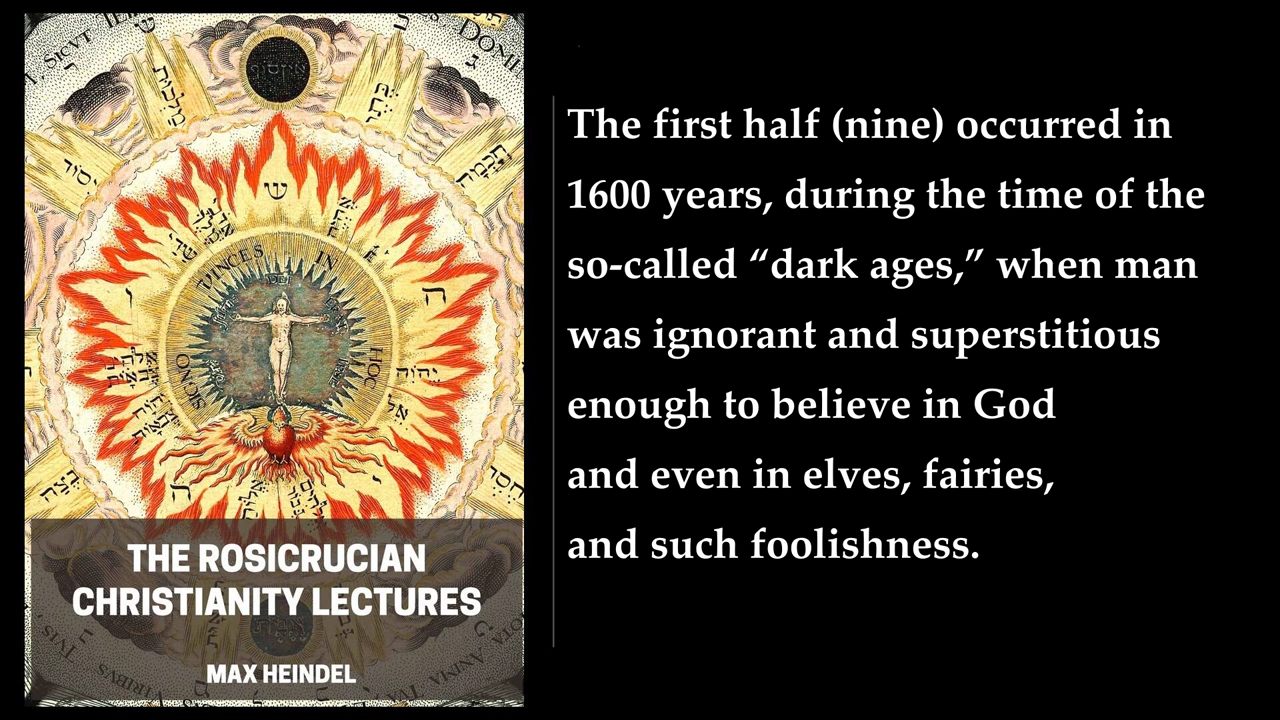 SICVT
DOMI
VINCES
IN
HOC
SIGNO
THE ROSICRUCIAN
CHRISTIANITY LECTURES
MAX HEINDEL
The first half (nine) occurred in
1600 years, during the time of the
so-called “dark ages,” when man
was ignorant and superstitious
enough to believe in God
and even in elves, fairies,
and such foolishness.